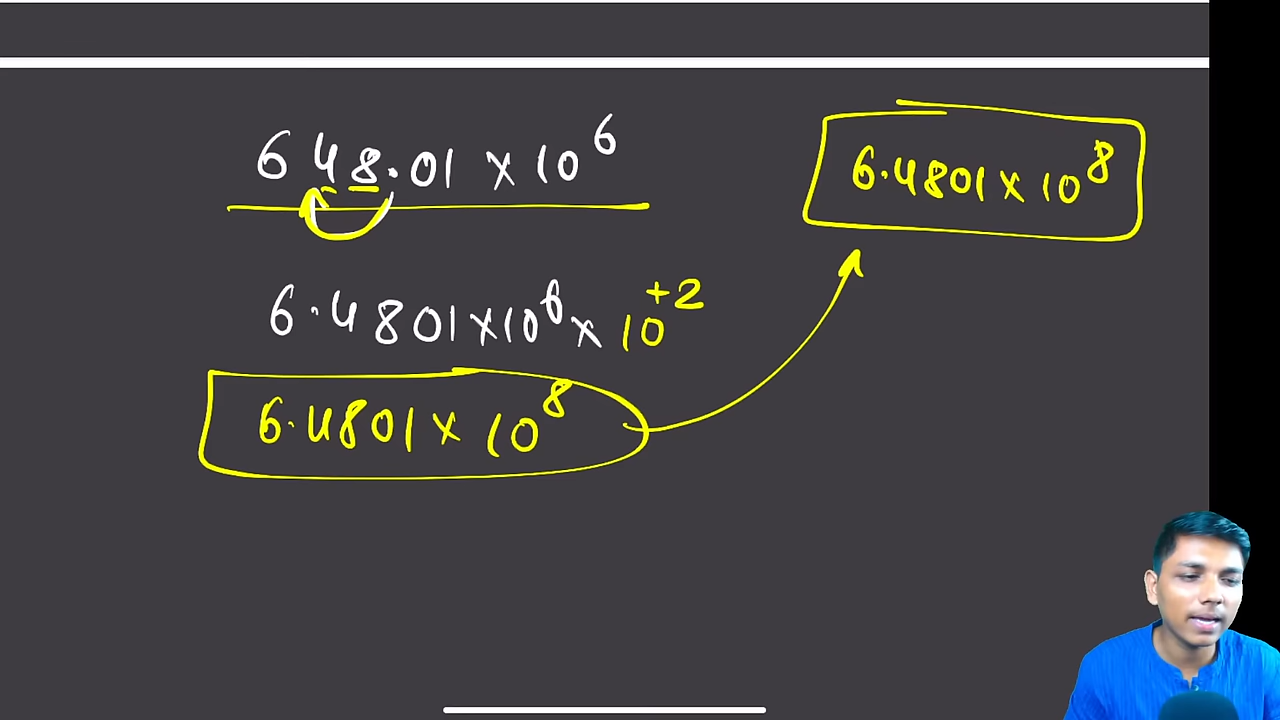 648.01 × 10^6
6.4801 × 10^6 × 10^+2
6.4801 × 10^8
6.4801 × 10^8